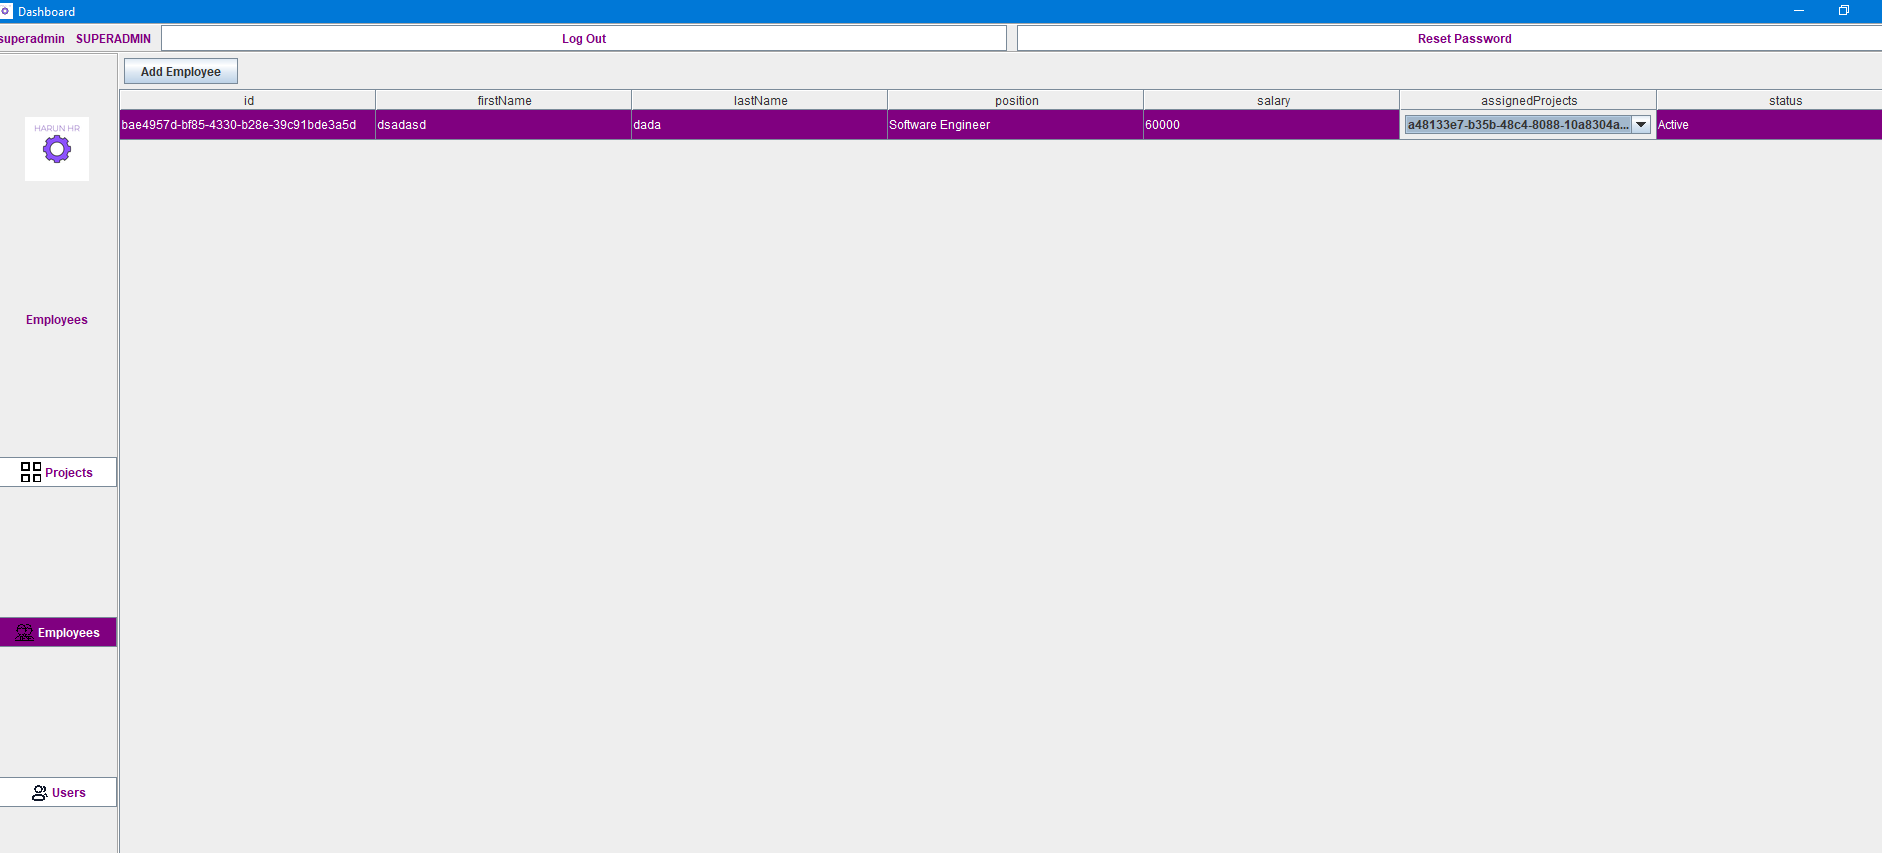 Dashboard
superadmin SUPERADMIN Log Out Reset Password
Add Employee
id firstName lastName position salary assignedProjects status
bae4957d-bf85-4330-b28e-39c91bde3a5d dsadasd dada Software Engineer 60000 a48133e7-b35b-48c4-8088-10a8304a... Active
HARUN HR
Employees
Projects
Employees
Users